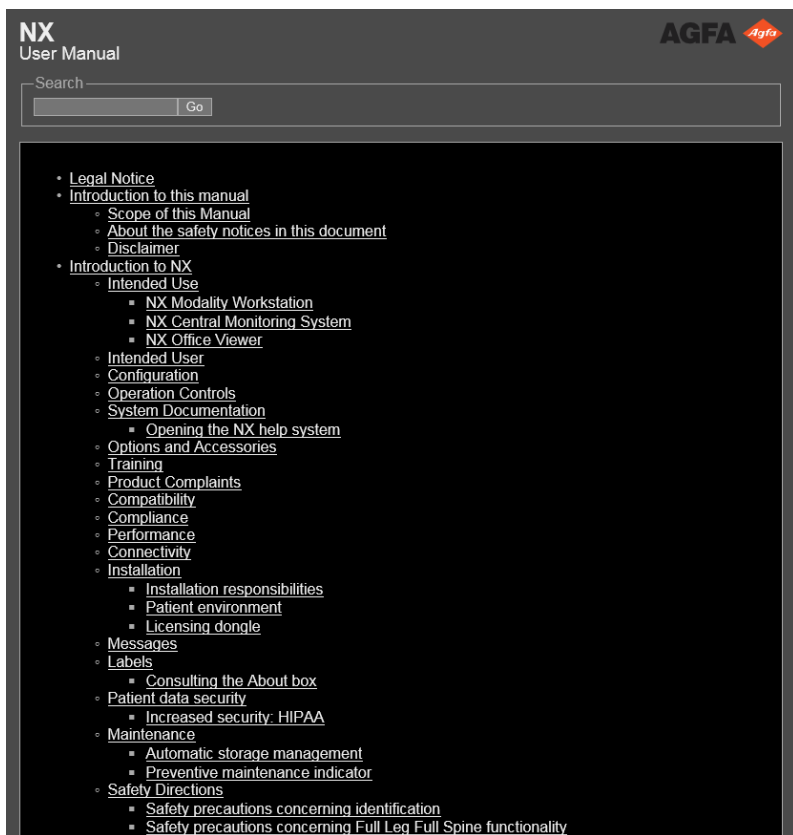 NX
AGFA Agfa
User Manual
Search
Go
• Legal Notice
• Introduction to this manual
◦ Scope of this Manual
◦ About the safety notices in this document
◦ Disclaimer
• Introduction to NX
◦ Intended Use
▪ NX Modality Workstation
▪ NX Central Monitoring System
▪ NX Office Viewer
◦ Intended User
◦ Configuration
◦ Operation Controls
◦ System Documentation
▪ Opening the NX help system
◦ Options and Accessories
◦ Training
◦ Product Complaints
◦ Compatibility
◦ Compliance
◦ Performance
◦ Connectivity
◦ Installation
▪ Installation responsibilities
▪ Patient environment
▪ Licensing dongle
◦ Messages
◦ Labels
▪ Consulting the About box
◦ Patient data security
▪ Increased security: HIPAA
◦ Maintenance
▪ Automatic storage management
▪ Preventive maintenance indicator
◦ Safety Directions
▪ Safety precautions concerning identification
▪ Safety precautions concerning Full Leg Full Spine functionality